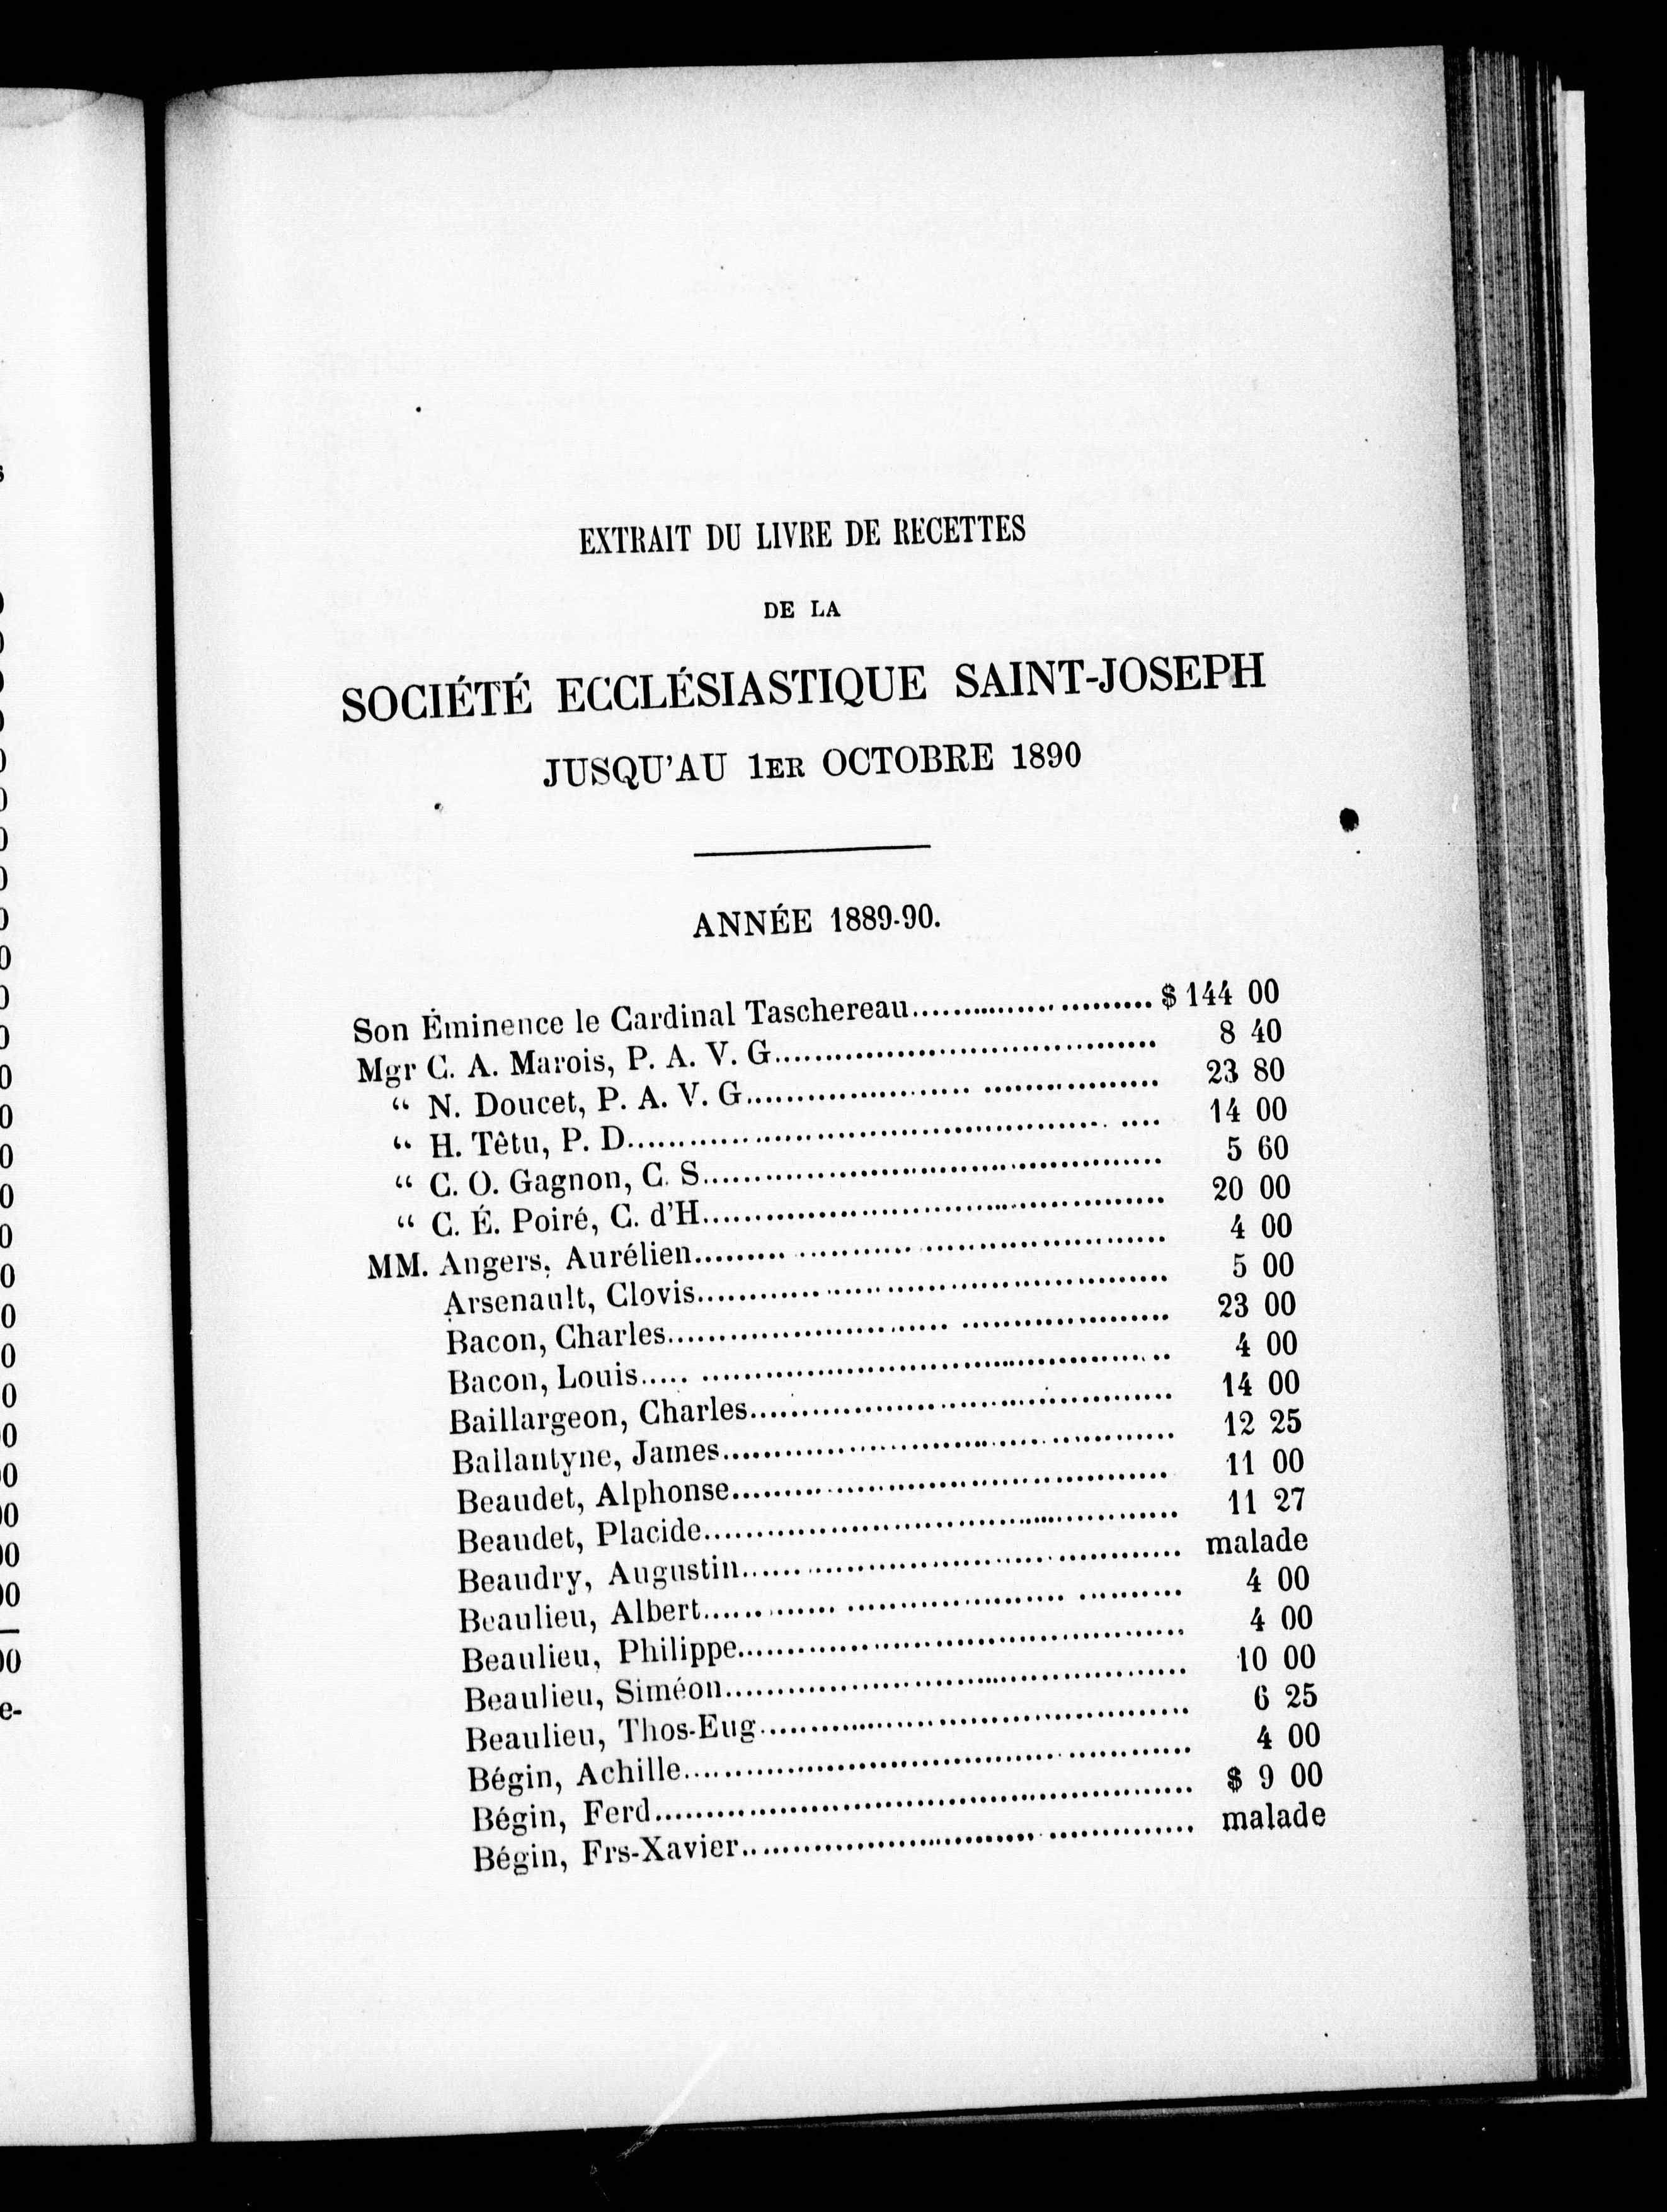 EXTRAIT DU LIVRE DE RECETTES
DE LA
SOCIÉTÉ ECCLÉSIASTIQUE SAINT-JOSEPH
JUSQU'AU 1ER OCTOBRE 1890
ANNÉE 1889-90.
Son Éminence le Cardinal Taschereau.......................... $ 144 00
Mgr C. A. Marois, P. A. V. G.......................... 8 40
“ N. Doucet, P. A. V. G.......................... 23 80
“ H. Têtu, P. D.......................... 14 00
“ C. O. Gagnon, C. S.......................... 5 60
“ C. É. Poiré, C. d'H.......................... 20 00
MM. Angers, Aurélien.......................... 4 00
Arsenault, Clovis.......................... 5 00
Bacon, Charles.......................... 23 00
Bacon, Louis.......................... 4 00
Baillargeon, Charles.......................... 14 00
Ballantyne, James.......................... 12 25
Beaudet, Alphonse.......................... 11 00
Beaudet, Placide.......................... 11 27
Beaudry, Augustin.......................... malade
Beaulieu, Albert.......................... 4 00
Beaulieu, Philippe.......................... 4 00
Beaulieu, Siméon.......................... 10 00
Beaulieu, Thos-Eug.......................... 6 25
Bégin, Achille.......................... 4 00
Bégin, Ferd.......................... $ 9 00
Bégin, Frs-Xavier.......................... malade